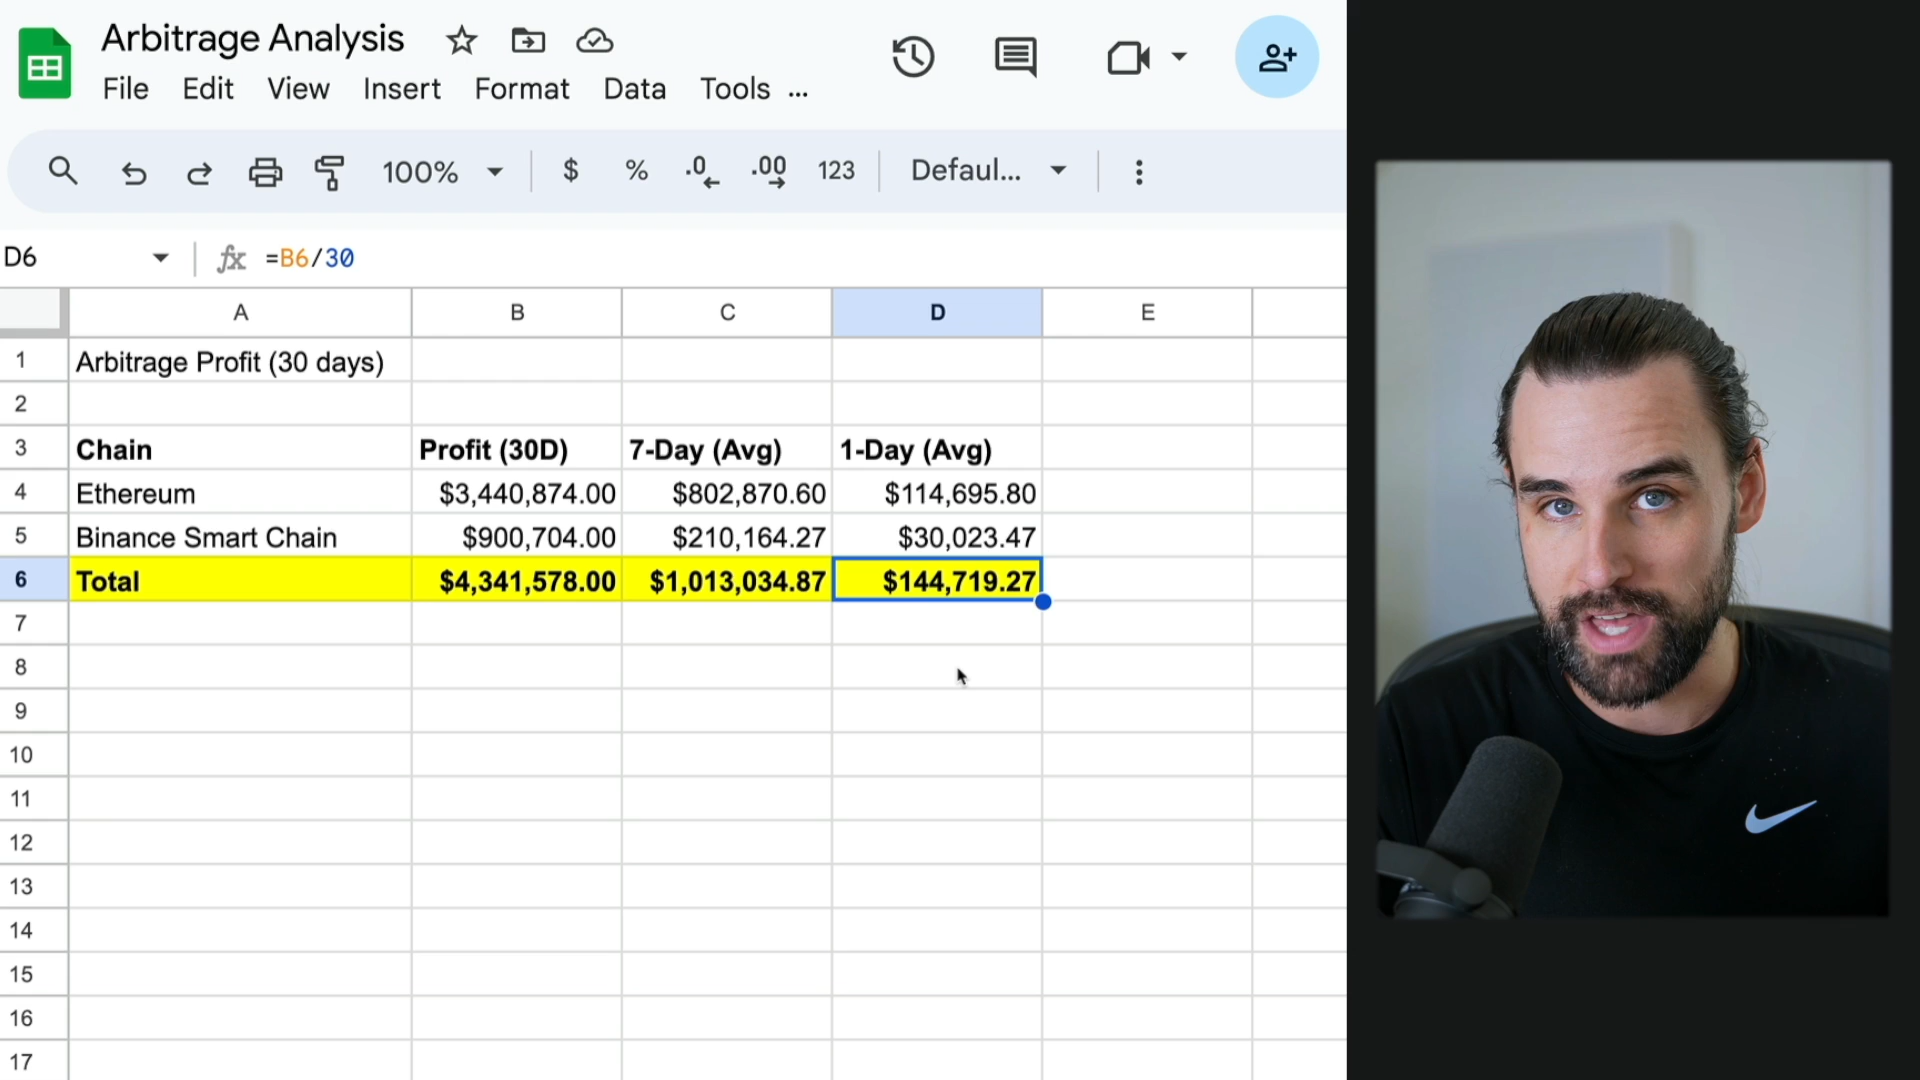 Arbitrage Analysis
File Edit View Insert Format Data Tools ...
100% $ % .0 .00 123 Defaul...
D6 fx =B6/30
A B C D E
1 Arbitrage Profit (30 days)
2
3 Chain Profit (30D) 7-Day (Avg) 1-Day (Avg)
4 Ethereum $3,440,874.00 $802,870.60 $114,695.80
5 Binance Smart Chain $900,704.00 $210,164.27 $30,023.47
6 Total $4,341,578.00 $1,013,034.87 $144,719.27
7
8
9
10
11
12
13
14
15
16
17